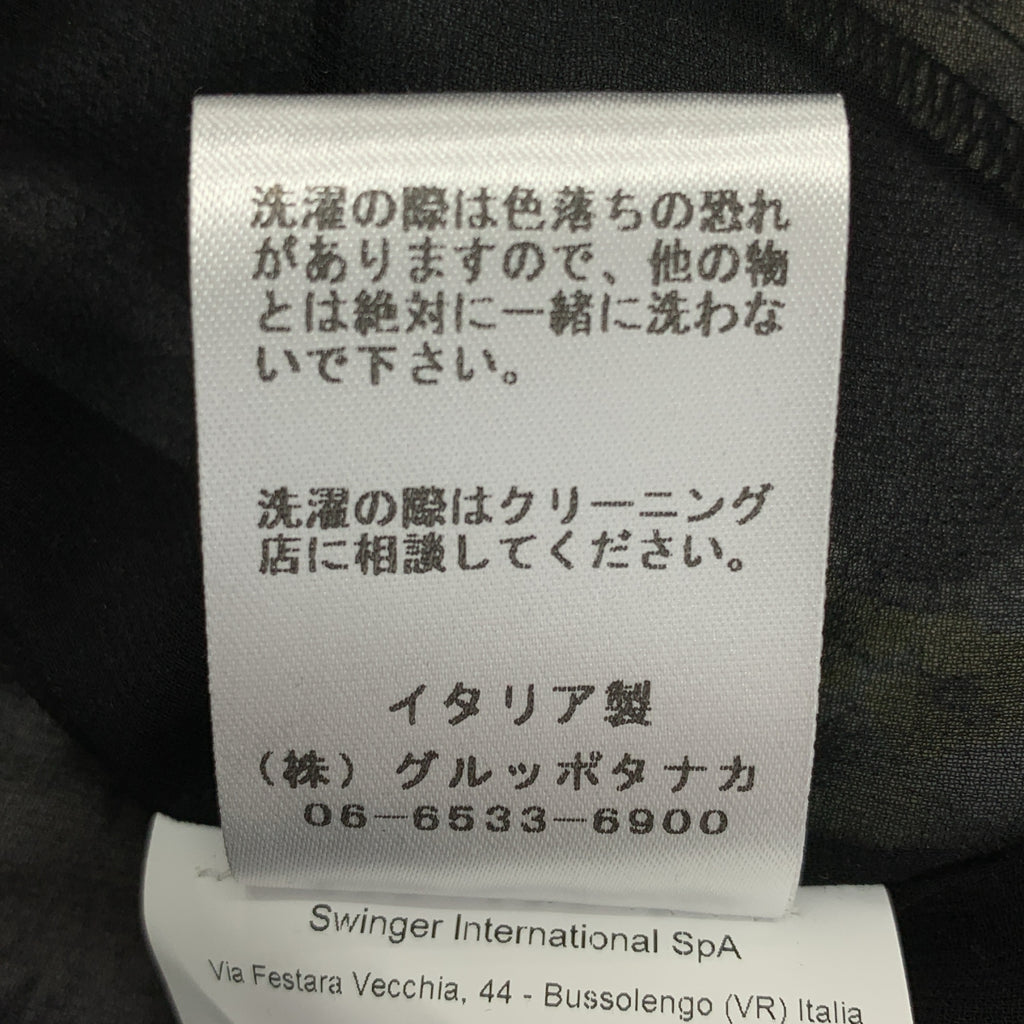 洗濯の際は色落ちの恐れ
がありますので、他の物
とは絶対に一緒に洗わな
いで下さい。
洗濯の際はクリーニング
店に相談してください。
イタリア製
（株）グルッポタナカ
06－6533－6900
Swinger International SpA
Via Festara Vecchia, 44 - Bussolengo (VR) Italia